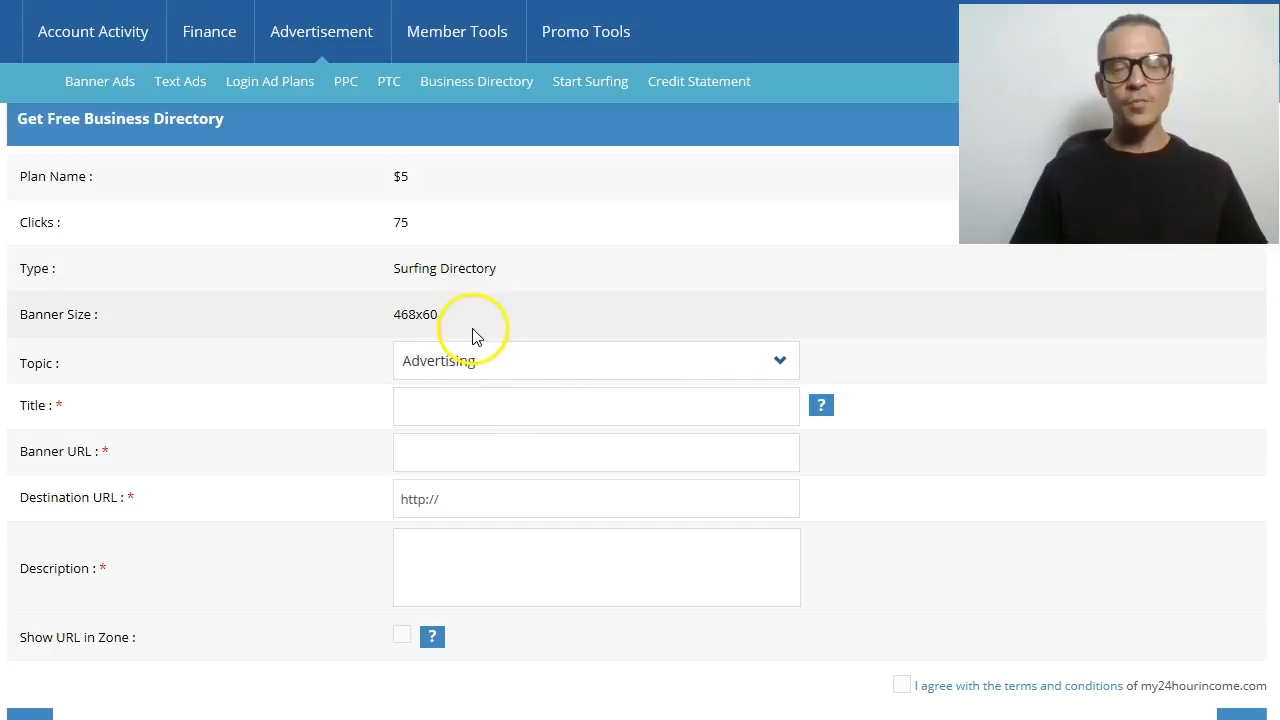 Account Activity Finance Advertisement Member Tools Promo Tools
Banner Ads Text Ads Login Ad Plans PPC PTC Business Directory Start Surfing Credit Statement
Get Free Business Directory
Plan Name : $5
Clicks : 75
Type : Surfing Directory
Banner Size : 468x60
Topic : Advertising
Title : * ?
Banner URL : *
Destination URL : * http://
Description : *
Show URL in Zone : ?
I agree with the terms and conditions of my24hourincome.com